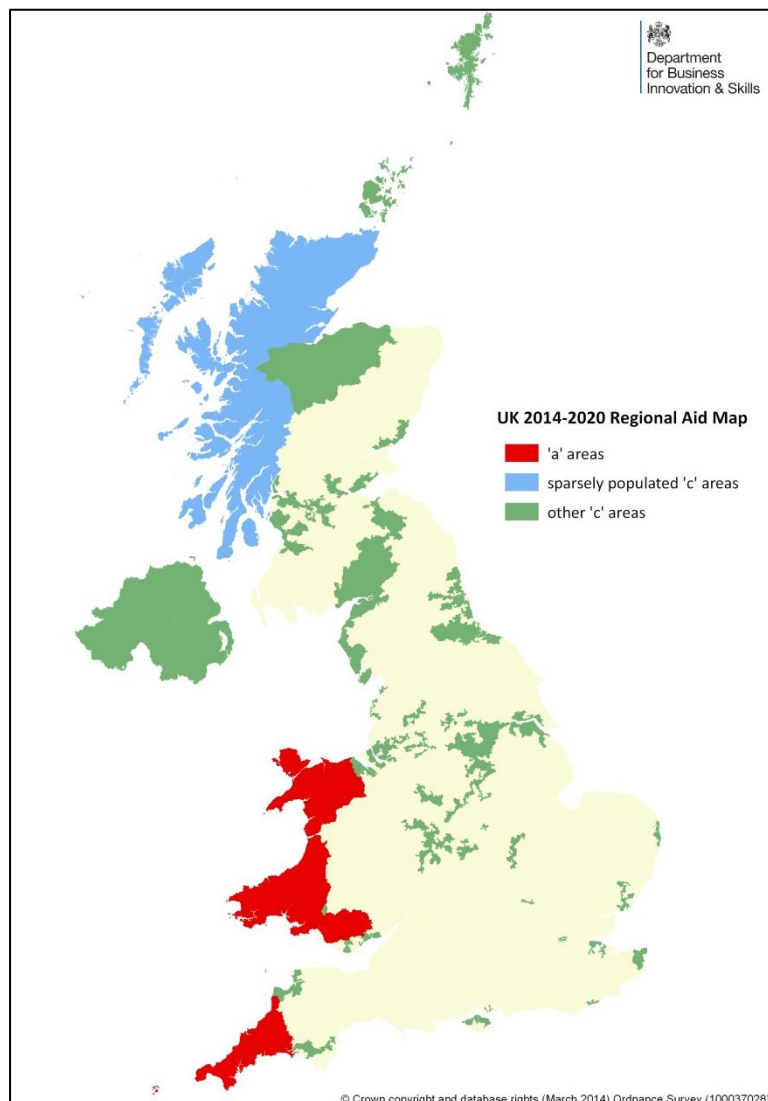 Department
for Business
Innovation & Skills
UK 2014-2020 Regional Aid Map
'a' areas
sparsely populated 'c' areas
other 'c' areas
© Crown copyright and database rights (March 2014) Ordnance Survey (100037028)